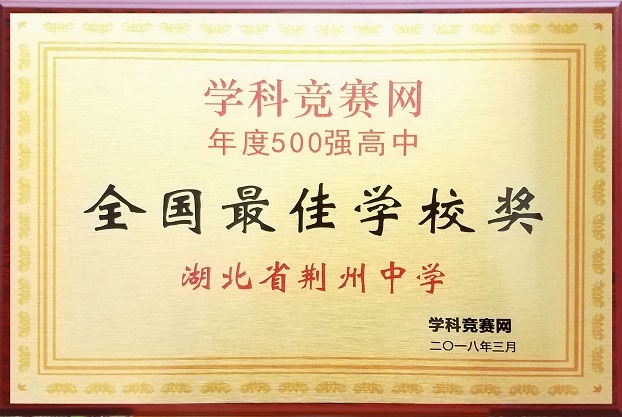 学科竞赛网
年度500强高中
全国最佳学校奖
湖北省荆州中学
学科竞赛网
二〇一八年三月